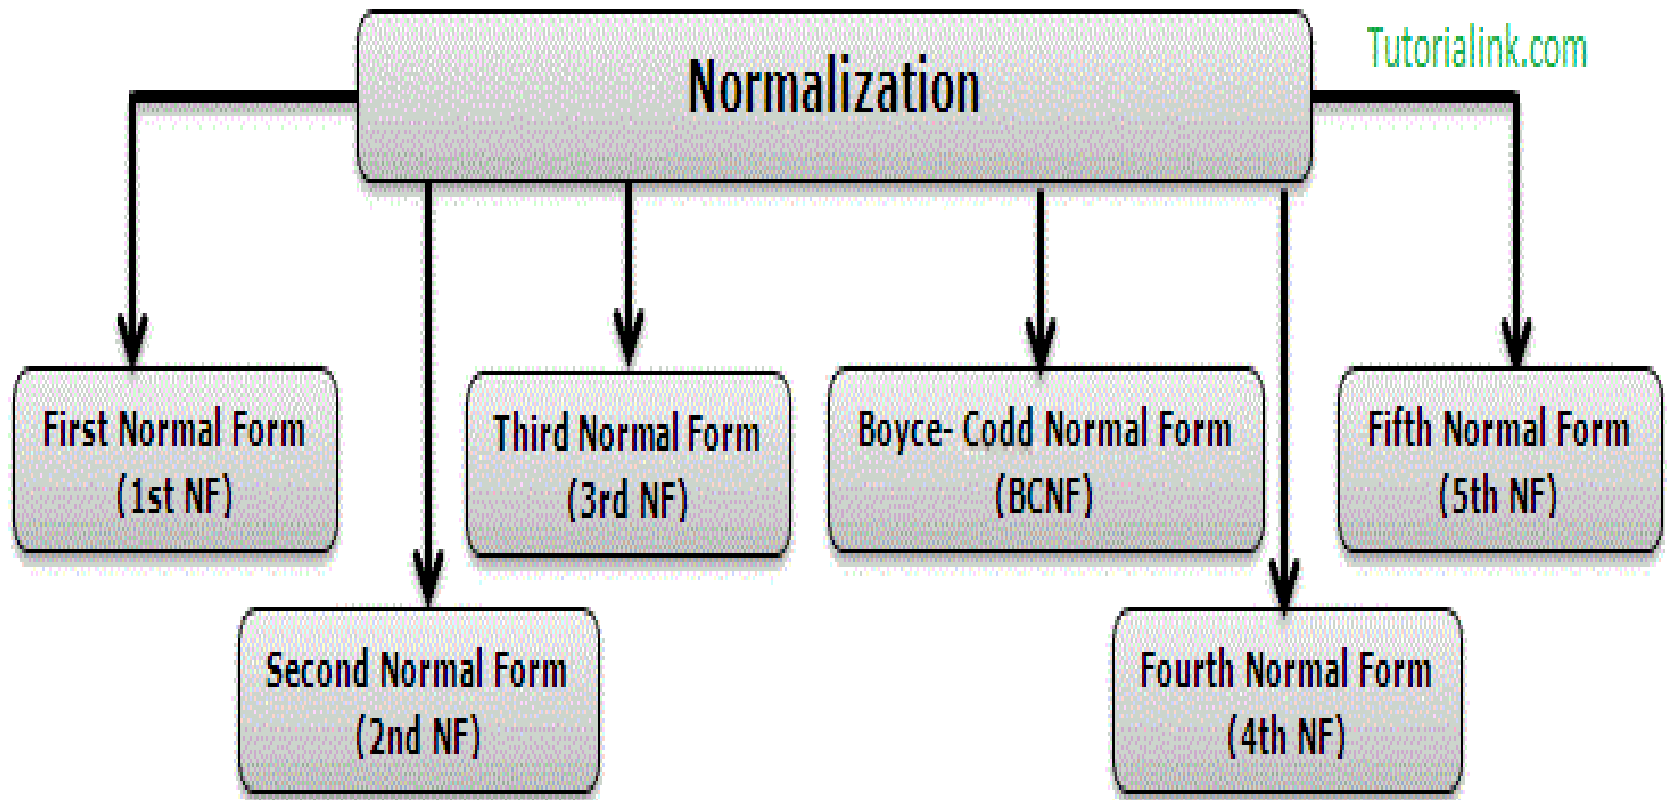 Normalization
Tutorialink.com
First Normal Form
(1st NF)
Third Normal Form
(3rd NF)
Boyce- Codd Normal Form
(BCNF)
Fifth Normal Form
(5th NF)
Second Normal Form
(2nd NF)
Fourth Normal Form
(4th NF)